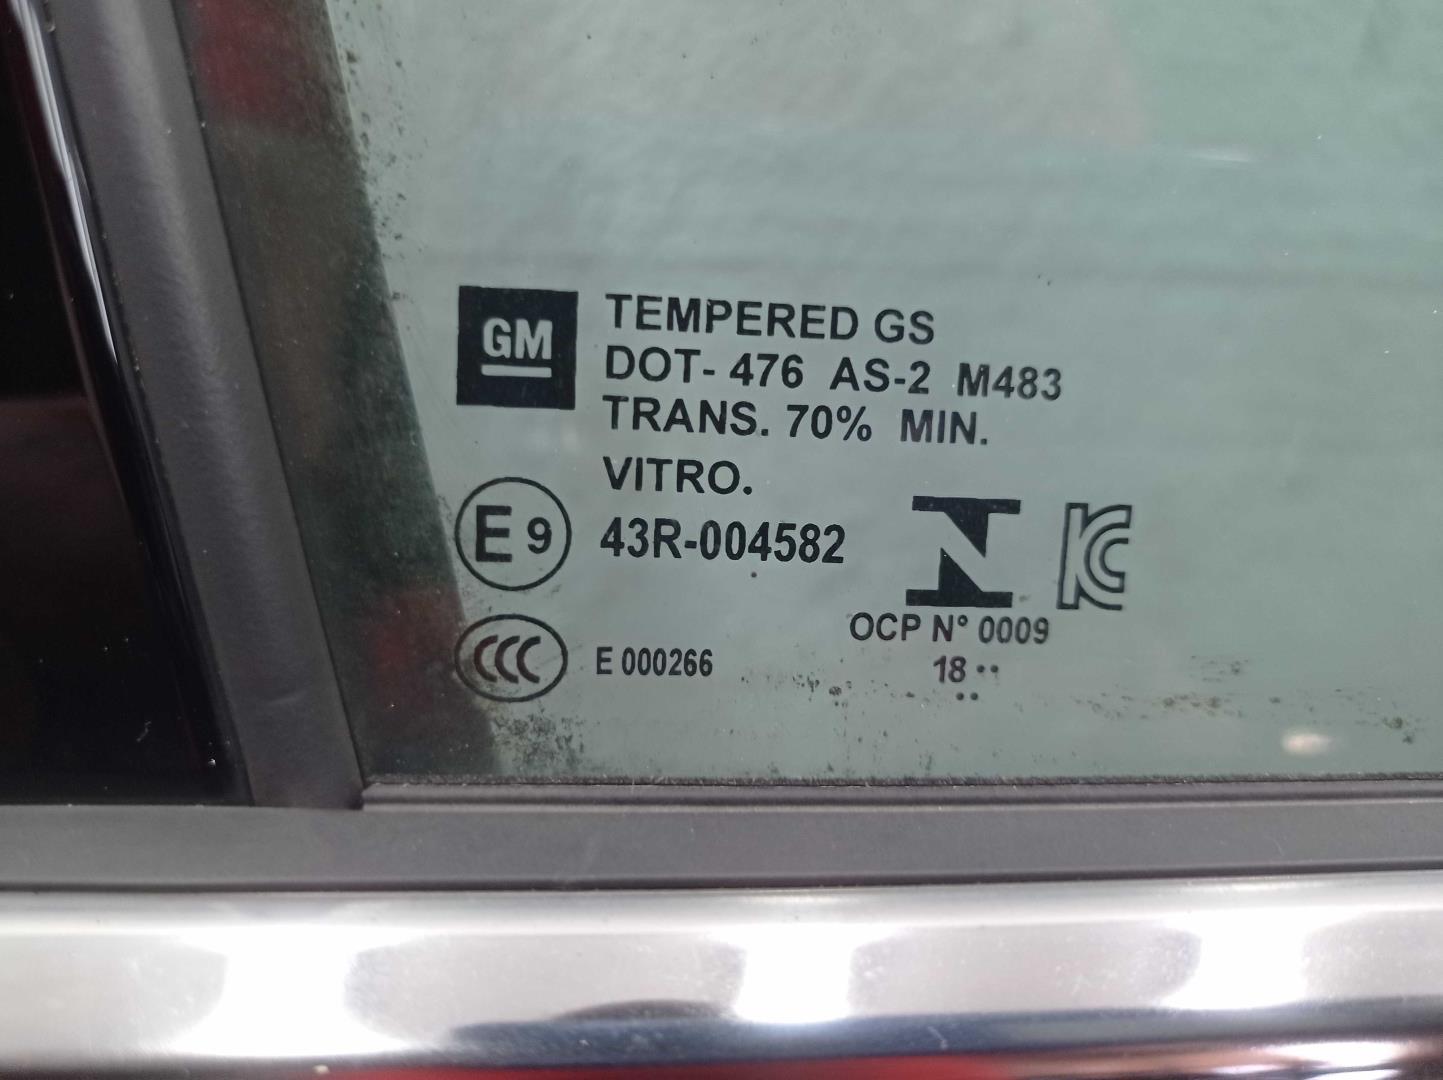 GM
TEMPERED GS
DOT- 476 AS-2 M483
TRANS. 70% MIN.
VITRO.
E 9 43R-004582
N KC
OCP N° 0009
CCC E 000266
18 ··
··